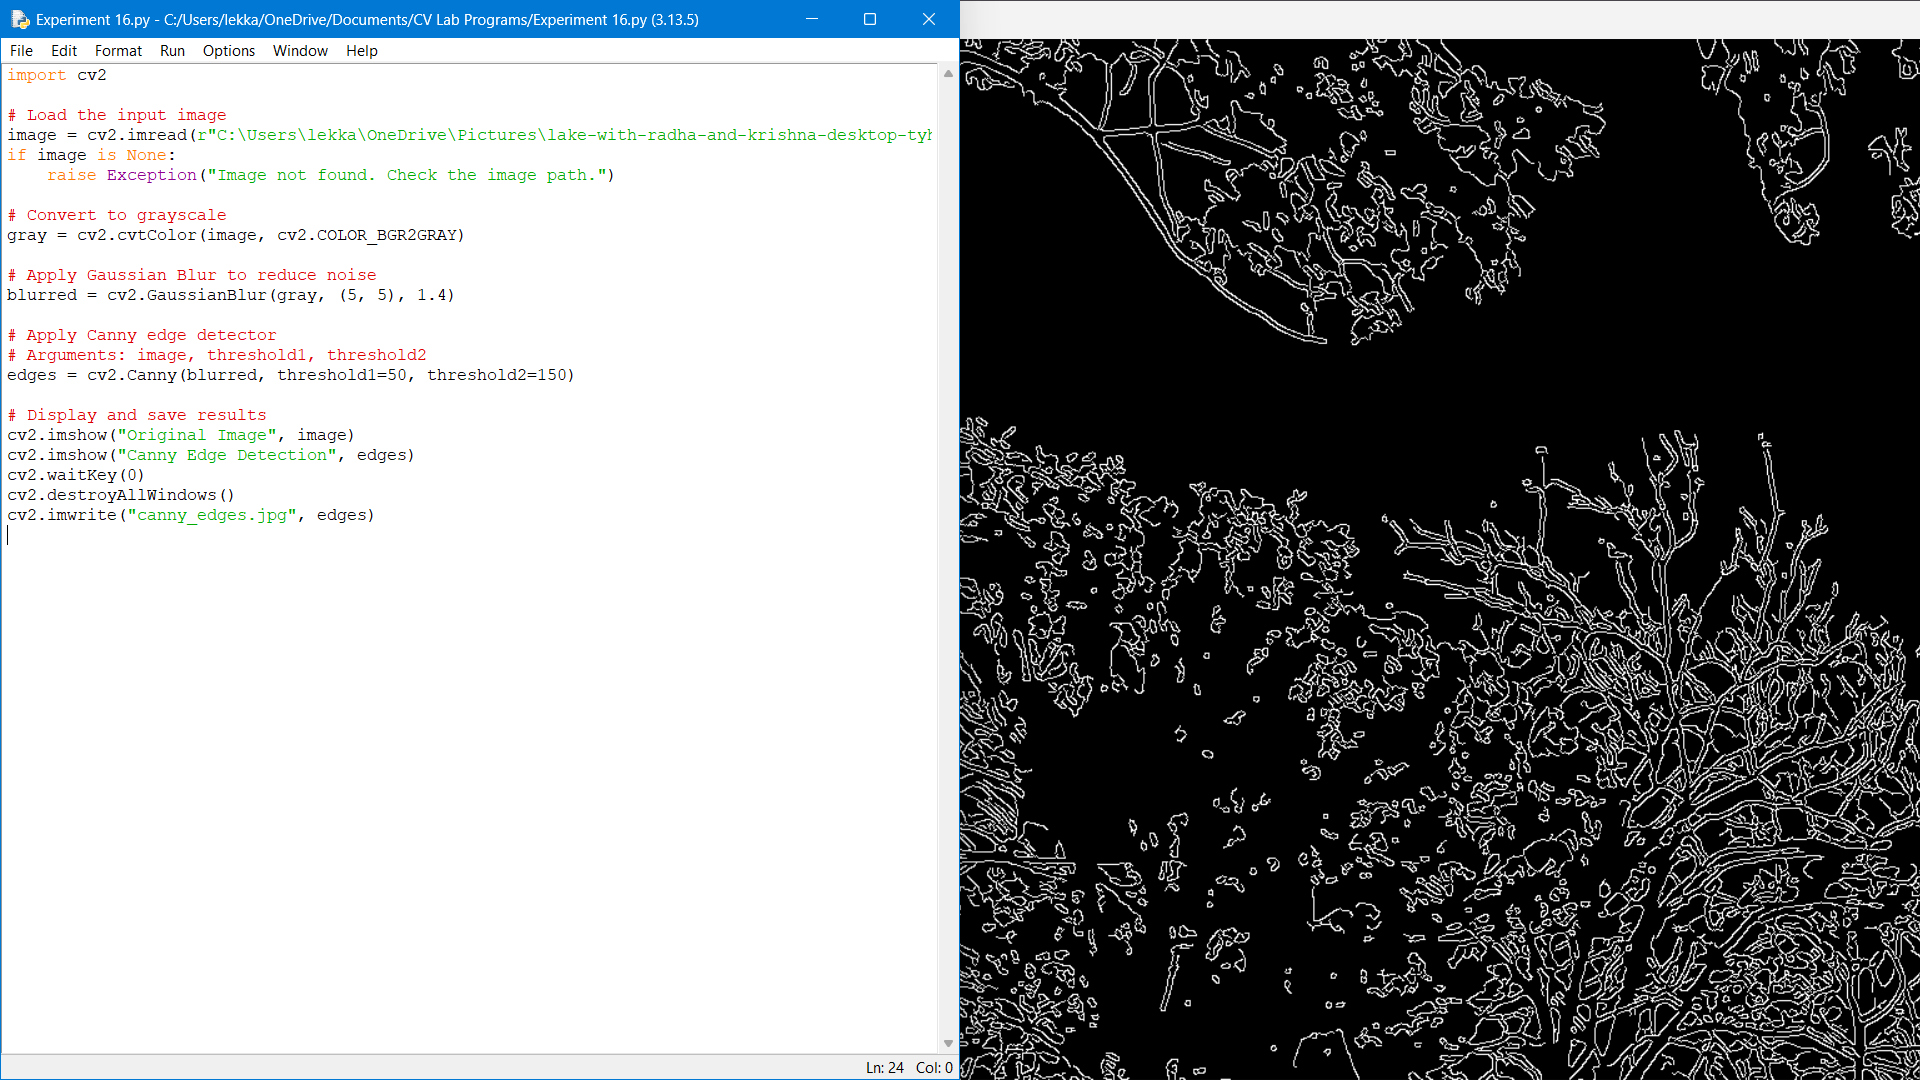 Experiment 16.py - C:/Users/lekka/OneDrive/Documents/CV Lab Programs/Experiment 16.py (3.13.5)
File Edit Format Run Options Window Help
import cv2
# Load the input image
image = cv2.imread(r"C:\Users\lekka\OneDrive\Pictures\lake-with-radha-and-krishna-desktop-
if image is None:
    raise Exception("Image not found. Check the image path.")
# Convert to grayscale
gray = cv2.cvtColor(image, cv2.COLOR_BGR2GRAY)
# Apply Gaussian Blur to reduce noise
blurred = cv2.GaussianBlur(gray, (5, 5), 1.4)
# Apply Canny edge detector
# Arguments: image, threshold1, threshold2
edges = cv2.Canny(blurred, threshold1=50, threshold2=150)
# Display and save results
cv2.imshow("Original Image", image)
cv2.imshow("Canny Edge Detection", edges)
cv2.waitKey(0)
cv2.destroyAllWindows()
cv2.imwrite("canny_edges.jpg", edges)
Ln: 24 Col: 0